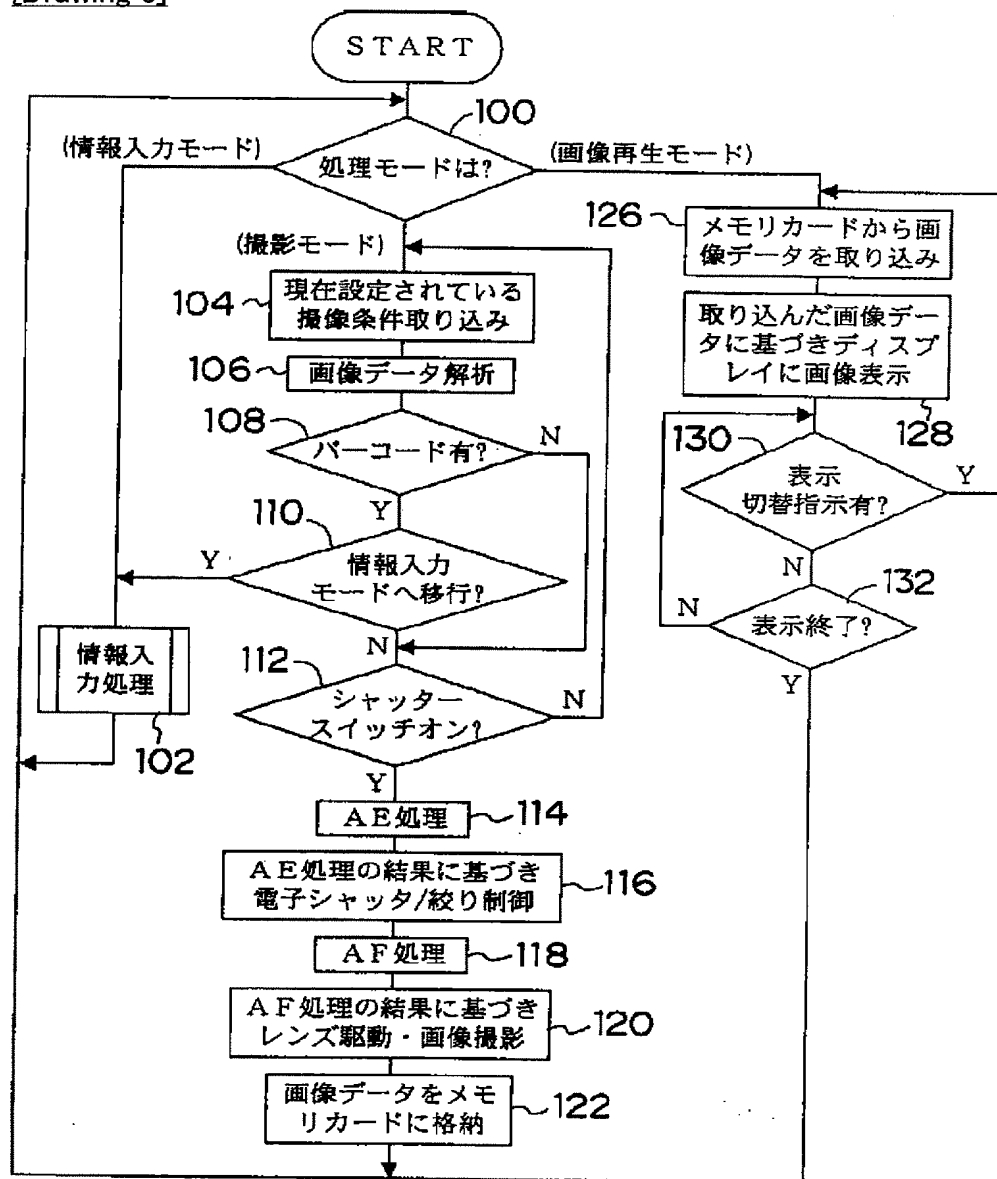 START
100
(情報入力モード)
処理モードは?
(画像再生モード)
126
メモリカードから画
像データを取り込み
(撮影モード)
104
現在設定されている
撮像条件取り込み
取り込んだ画像デー
タに基づきディスプ
レイに画像表示
128
106
画像データ解析
108
バーコード有?
N
Y
130
表示
切替指示有?
Y
N
110
情報入力
モードへ移行?
Y
N
132
表示終了?
N
Y
情報入
力処理
102
112
シャッター
スイッチオン?
N
Y
AE処理
114
AE処理の結果に基づき
電子シャッタ/絞り制御
116
AF処理
118
AF処理の結果に基づき
レンズ駆動・画像撮影
120
画像データをメモ
リカードに格納
122